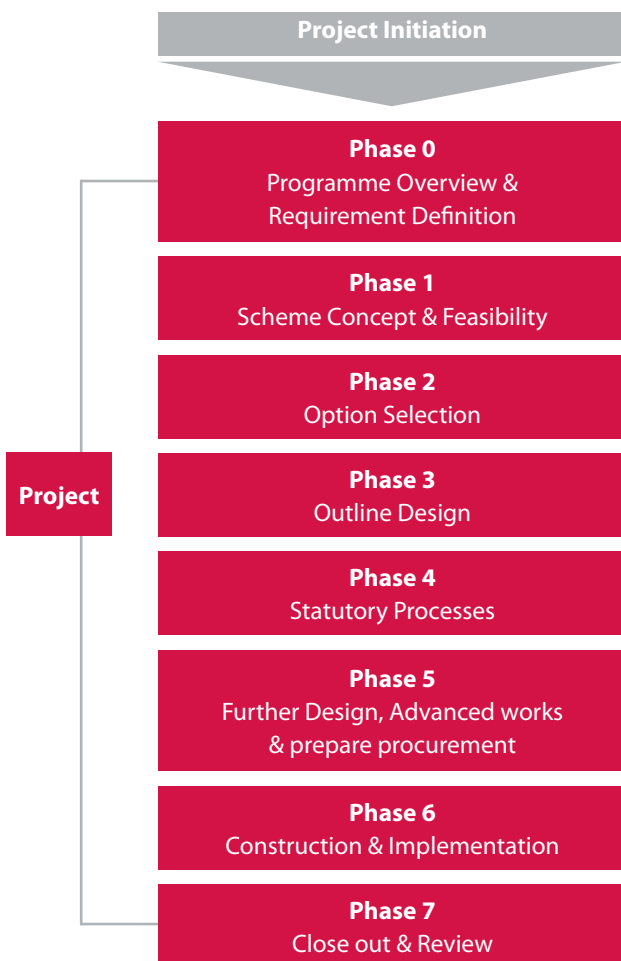 Project Initiation
Phase 0
Programme Overview &
Requirement Definition
Phase 1
Scheme Concept & Feasibility
Phase 2
Option Selection
Project
Phase 3
Outline Design
Phase 4
Statutory Processes
Phase 5
Further Design, Advanced works
& prepare procurement
Phase 6
Construction & Implementation
Phase 7
Close out & Review